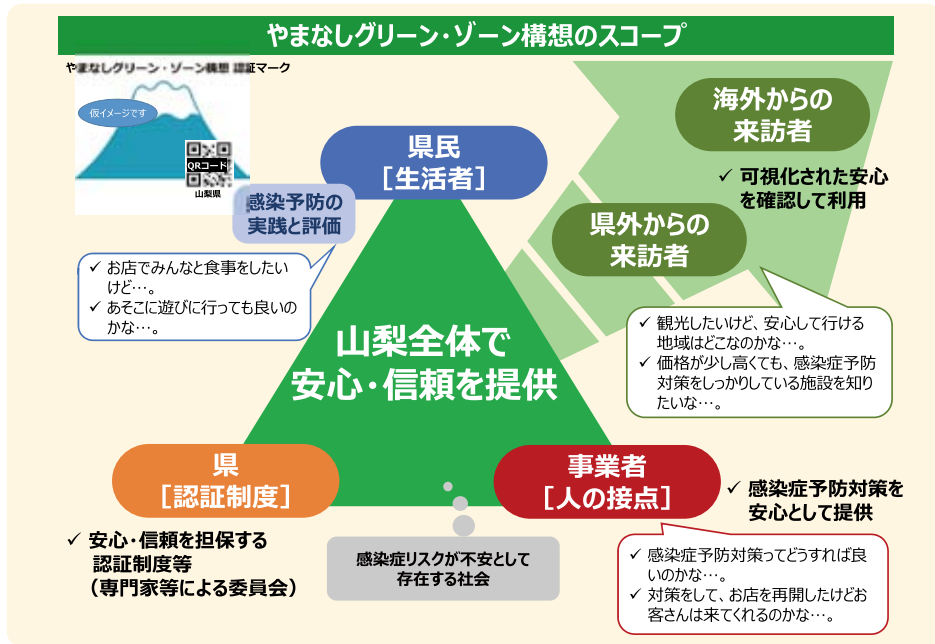 やまなしグリーン・ゾーン構想のスコープ
やまなしグリーン・ゾーン構想 認証マーク
仮イメージです
QRコード
山梨県
県民
[生活者]
感染予防の
実践と評価
✓ お店でみんなと食事をしたい
けど…。
✓ あそこに遊びに行っても良いの
かな…。
海外からの
来訪者
✓ 可視化された安心
を確認して利用
県外からの
来訪者
✓ 観光したいけど、安心して行ける
地域はどこなのかな…。
✓ 価格が少し高くても、感染症予防
対策をしっかりしている施設を知り
たいな…。
山梨全体で
安心・信頼を提供
県
[認証制度]
✓ 安心・信頼を担保する
認証制度等
(専門家等による委員会)
感染症リスクが不安として
存在する社会
事業者
[人の接点]
✓ 感染症予防対策を
安心として提供
✓ 感染症予防対策ってどうすれば良
いのかな…。
✓ 対策をして、お店を再開したけどお
客さんは来てくれるのかな…。